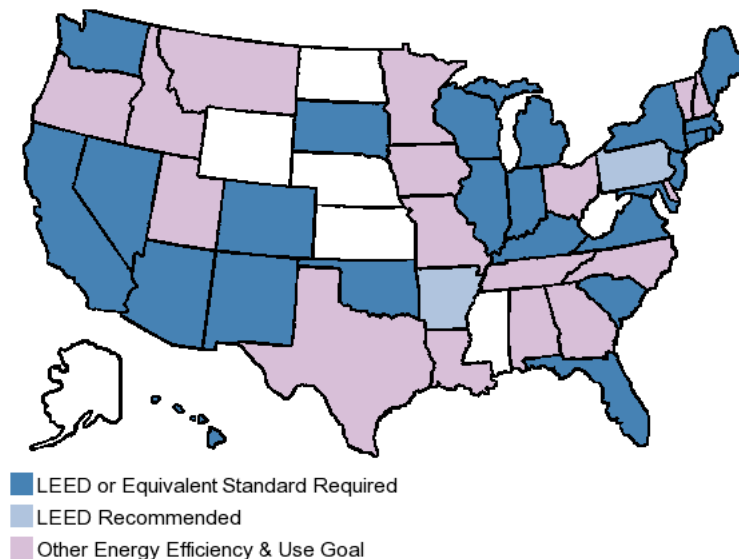 LEED or Equivalent Standard Required
LEED Recommended
Other Energy Efficiency & Use Goal